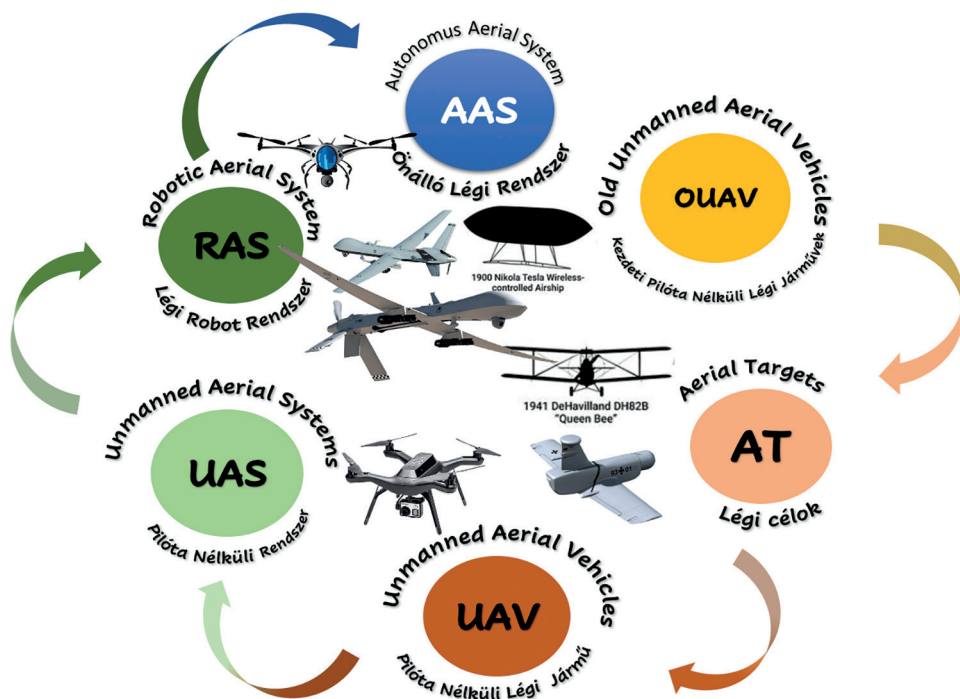 Autonomus Aerial System
AAS
Önálló Légi Rendszer
Old Unmanned Aerial Vehicles
OUAV
Kezdeti Pilóta Nélküli Légi Járművek
Aerial Targets
AT
Légi célok
Unmanned Aerial Vehicles
UAV
Pilóta Nélküli Légi Jármű
Unmanned Aerial Systems
UAS
Pilóta Nélküli Rendszer
Robotic Aerial System
RAS
Légi Robot Rendszer
1900 Nikola Tesla Wireless-
controlled Airship
1941 DeHavilland DH82B
"Queen Bee"